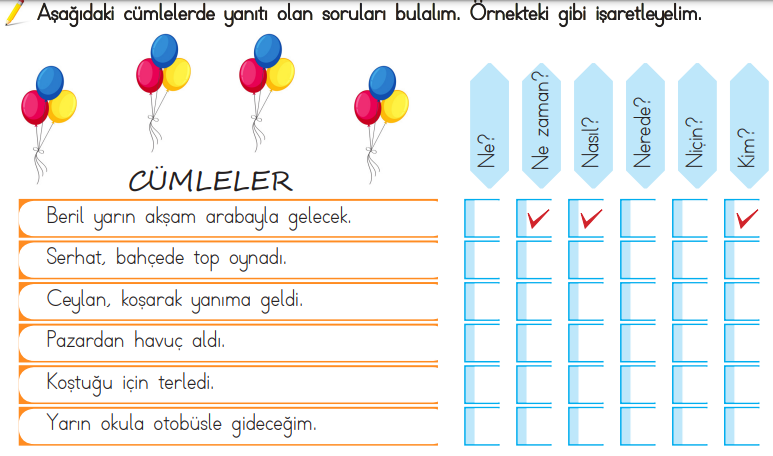 Aşağıdaki cümlelerde yanıtı olan soruları bulalım. Örnekteki gibi işaretleyelim.
Ne?
Ne zaman?
Nasıl?
Nerede?
Niçin?
Kim?
CÜMLELER
Beril yarın akşam arabayla gelecek.
Serhat, bahçede top oynadı.
Ceylan, koşarak yanıma geldi.
Pazardan havuç aldı.
Koştuğu için terledi.
Yarın okula otobüsle gideceğim.